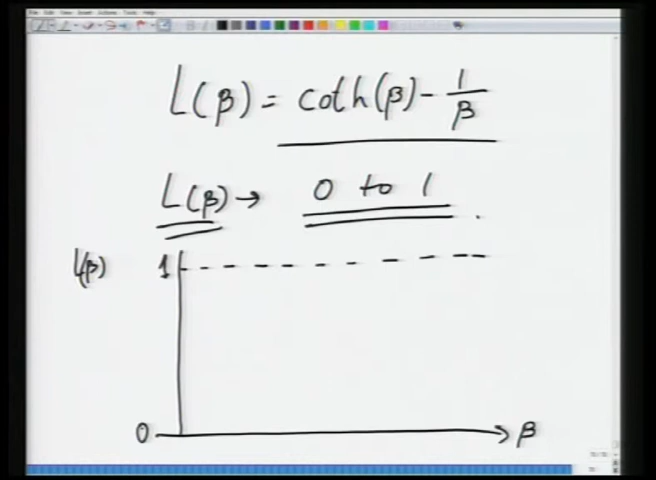 L(β) = coth(β) - 1/β
L(β) → 0 to 1
L(β) 1
0 β